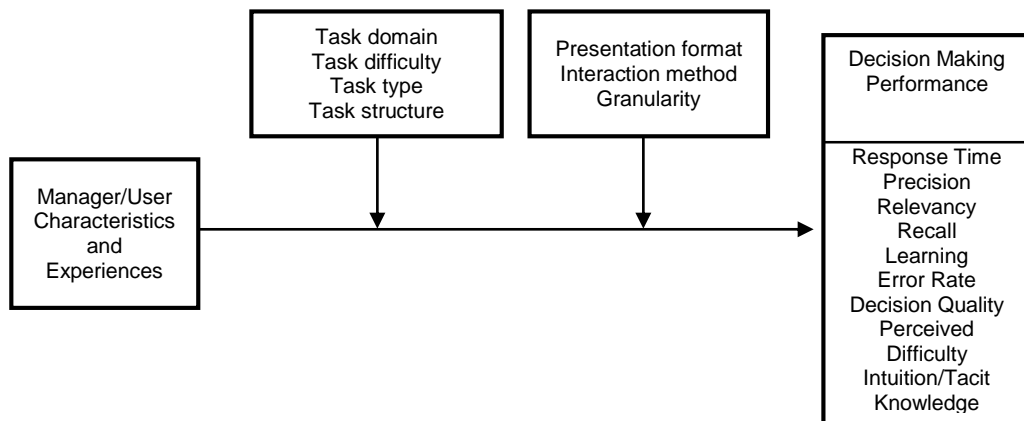 Task domain
Task difficulty
Task type
Task structure
Presentation format
Interaction method
Granularity
Decision Making
Performance
Manager/User
Characteristics
and
Experiences
Response Time
Precision
Relevancy
Recall
Learning
Error Rate
Decision Quality
Perceived
Difficulty
Intuition/Tacit
Knowledge